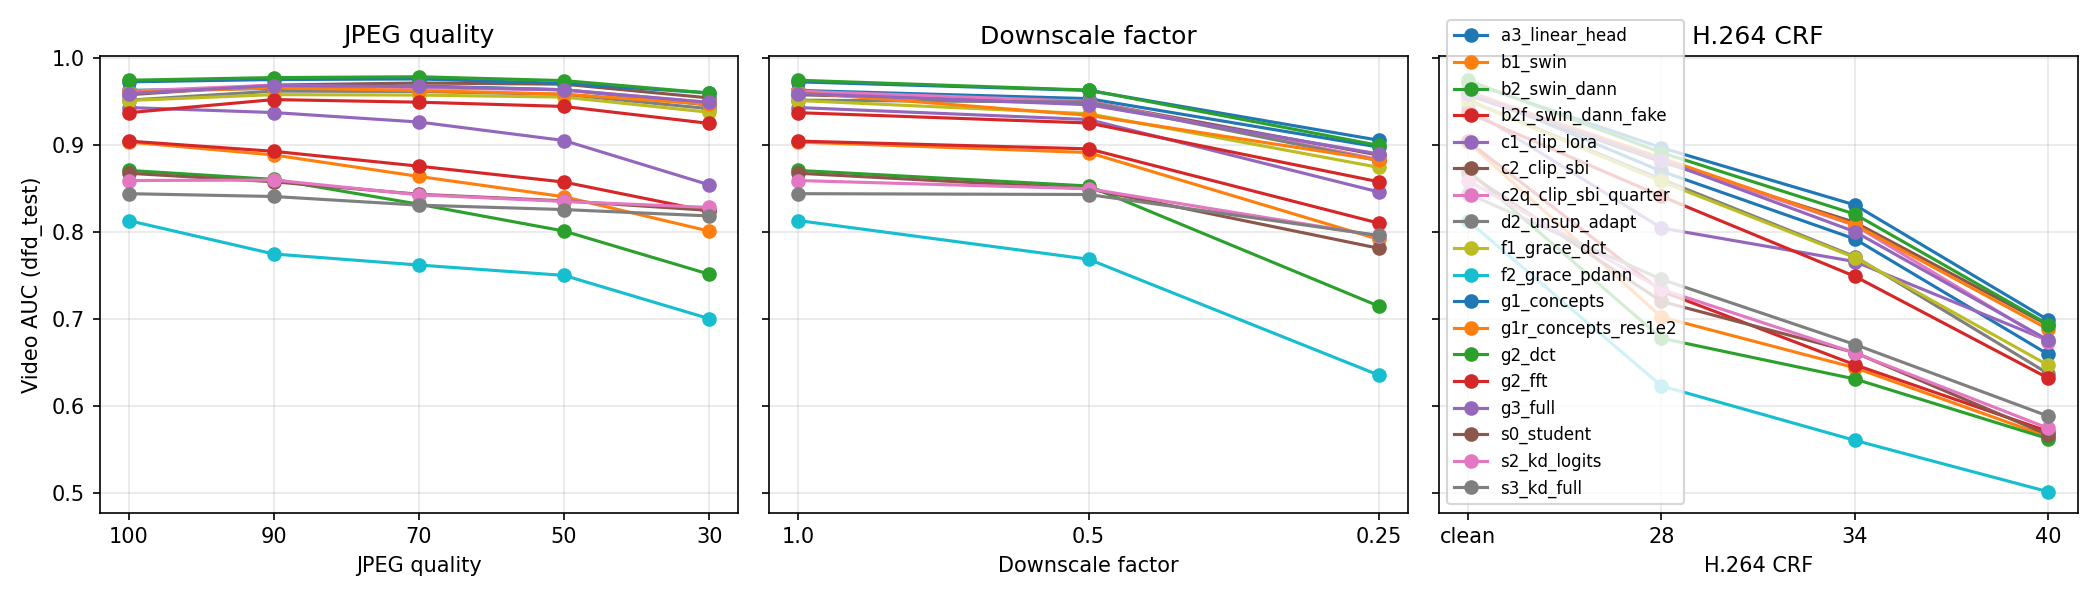 JPEG quality
Downscale factor
H.264 CRF
Video AUC (dfd_test)
1.0
0.9
0.8
0.7
0.6
0.5
100
90
70
50
30
JPEG quality
1.0
0.5
0.25
Downscale factor
a3_linear_head
b1_swin
b2_swin_dann
b2f_swin_dann_fake
c1_clip_lora
c2_clip_sbi
c2q_clip_sbi_quarter
d2_unsup_adapt
f1_grace_dct
f2_grace_pdann
g1_concepts
g1r_concepts_res1e2
g2_dct
g2_fft
g3_full
s0_student
s2_kd_logits
s3_kd_full
clean
28
34
40
H.264 CRF